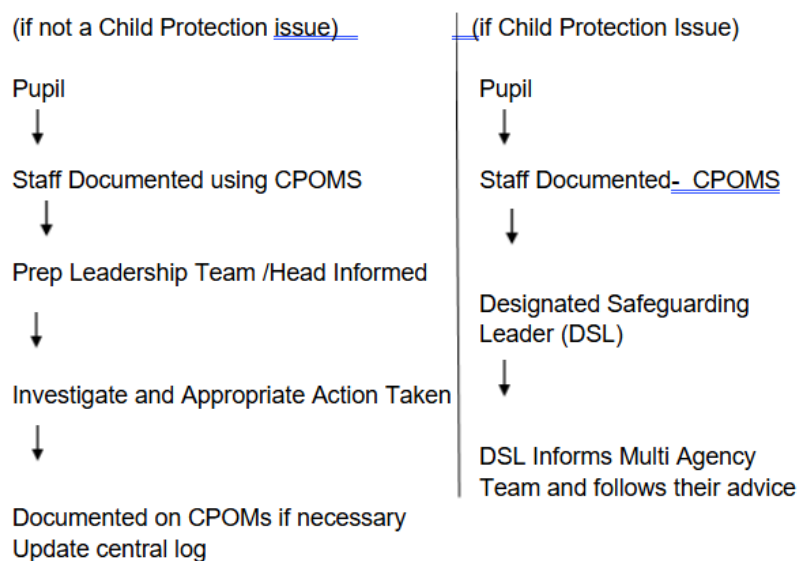 (if not a Child Protection issue)
Pupil
Staff Documented using CPOMS
Prep Leadership Team /Head Informed
Investigate and Appropriate Action Taken
Documented on CPOMs if necessary
Update central log
(if Child Protection Issue)
Pupil
Staff Documented- CPOMS
Designated Safeguarding
Leader (DSL)
DSL Informs Multi Agency
Team and follows their advice